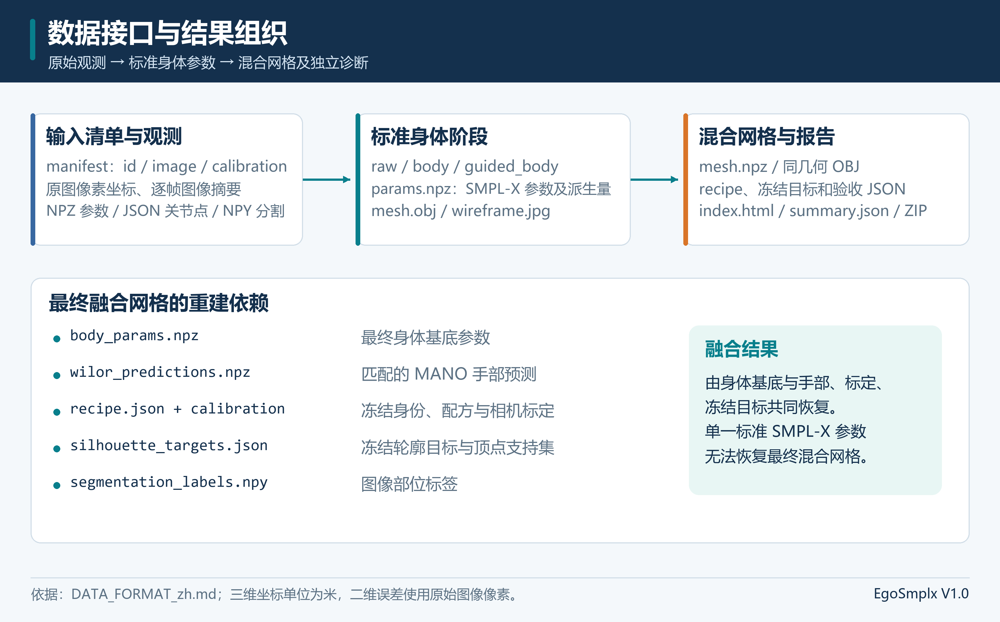 数据接口与结果组织
原始观测 → 标准身体参数 → 混合网格及独立诊断
输入清单与观测
manifest：id / image / calibration
原图像素坐标、逐帧图像摘要
NPZ 参数 / JSON 关节点 / NPY 分割
标准身体阶段
raw / body / guided_body
params.npz：SMPL-X 参数及派生量
mesh.obj / wireframe.jpg
混合网格与报告
mesh.npz / 同几何 OBJ
recipe、冻结目标和验收 JSON
index.html / summary.json / ZIP
最终融合网格的重建依赖
body_params.npz 最终身体基底参数
wilor_predictions.npz 匹配的 MANO 手部预测
recipe.json + calibration 冻结身份、配方与相机标定
silhouette_targets.json 冻结轮廓目标与顶点支持集
segmentation_labels.npy 图像部位标签
融合结果
由身体基底与手部、标定、
冻结目标共同恢复。
单一标准 SMPL-X 参数
无法恢复最终混合网格。
依据：DATA_FORMAT_zh.md；三维坐标单位为米，二维误差使用原始图像像素。
EgoSmplx V1.0